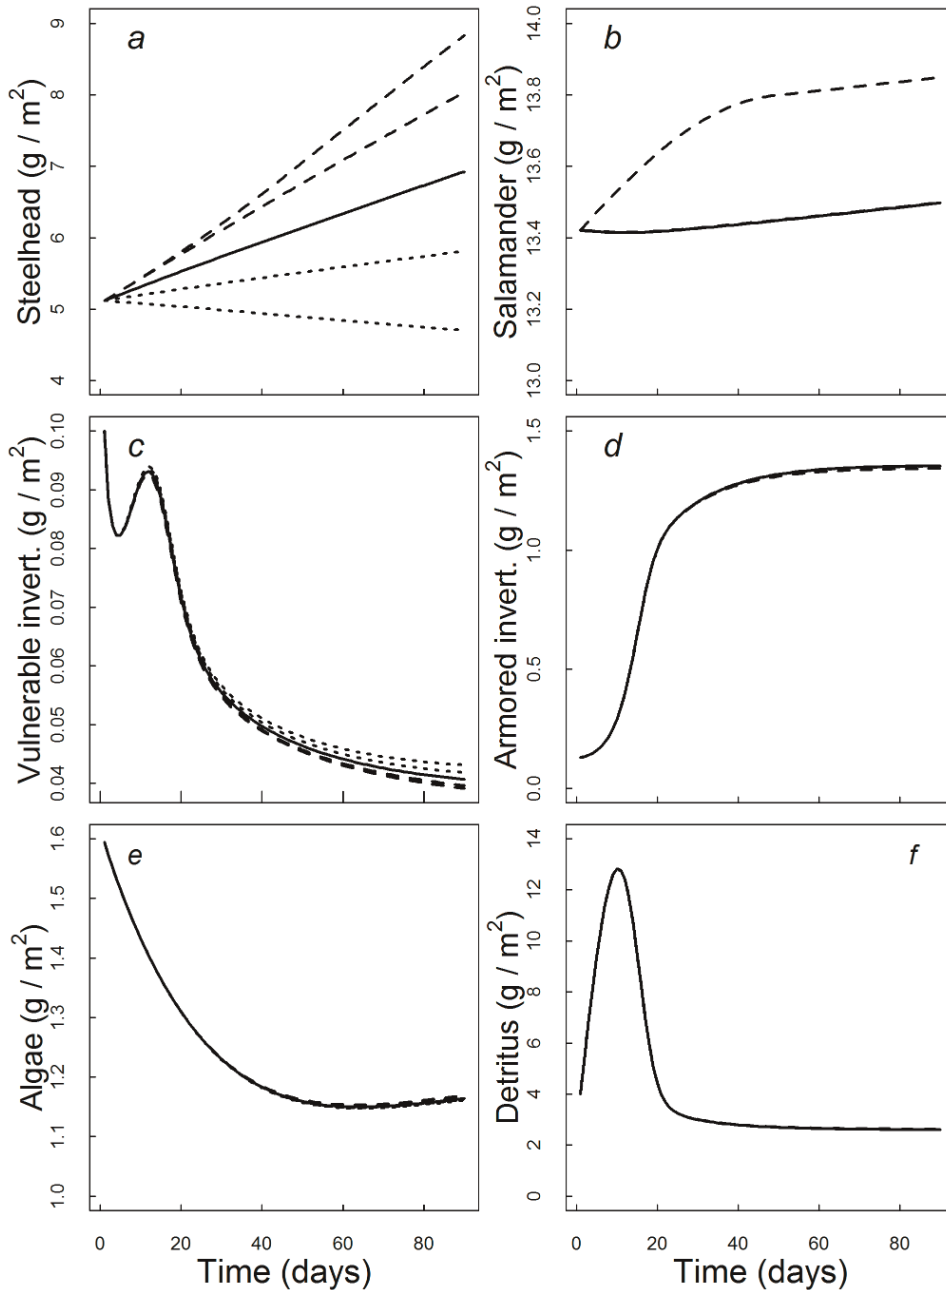 a
Steelhead (g / m²)
4 5 6 7 8 9
b
Salamander (g / m²)
13.0 13.2 13.4 13.6 13.8 14.0
c
Vulnerable invert. (g / m²)
0.04 0.05 0.06 0.07 0.08 0.09 0.10
d
Armored invert. (g / m²)
0.0 0.5 1.0 1.5
e
Algae (g / m²)
1.0 1.1 1.2 1.3 1.4 1.5 1.6
0 20 40 60 80
Time (days)
f
Detritus (g / m²)
0 2 4 6 8 10 12 14
0 20 40 60 80
Time (days)